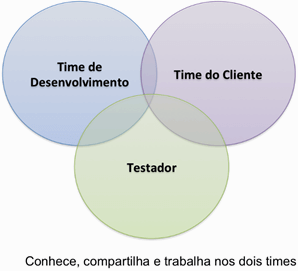 Time de
Desenvolvimento
Time do Cliente
Testador
Conhece, compartilha e trabalha nos dois times